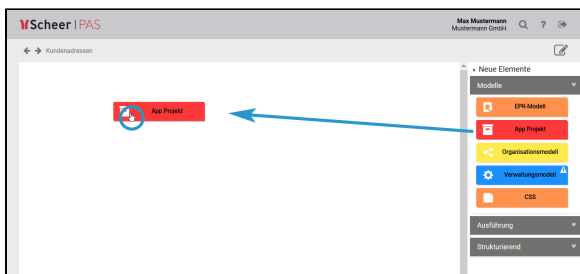 Scheer PAS
Max Mustermann
Mustermann GmbH
?
Kundenadressen
Neue Elemente
Modelle
EPK-Modell
App Projekt
App Projekt
Organisationsmodell
Verwaltungsmodell
CSS
Ausführung
Strukturierend